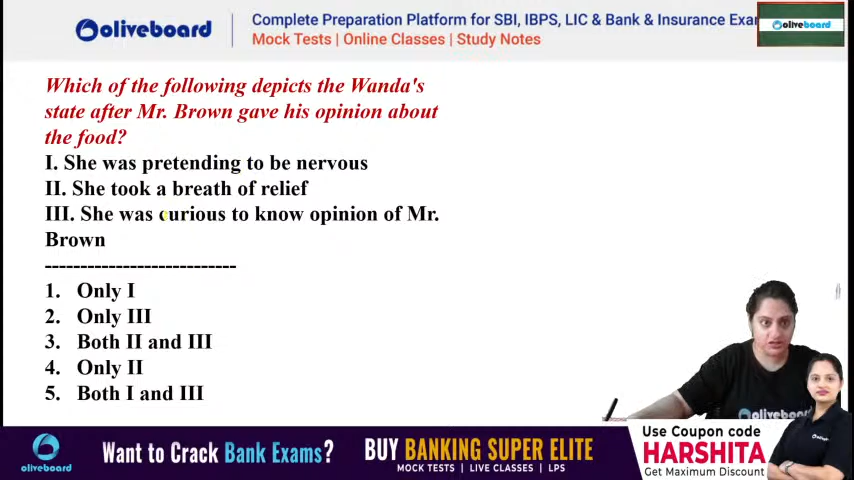 oliveboard
Complete Preparation Platform for SBI, IBPS, LIC & Bank & Insurance Exa
Mock Tests | Online Classes | Study Notes
oliveboard
Which of the following depicts the Wanda's
state after Mr. Brown gave his opinion about
the food?
I. She was pretending to be nervous
II. She took a breath of relief
III. She was curious to know opinion of Mr.
Brown
---------------------------
1. Only I
2. Only III
3. Both II and III
4. Only II
5. Both I and III
oliveboard
oliveboard
Want to Crack Bank Exams?
BUY BANKING SUPER ELITE
MOCK TESTS | LIVE CLASSES | LPS
Use Coupon code
HARSHITA
Get Maximum Discount